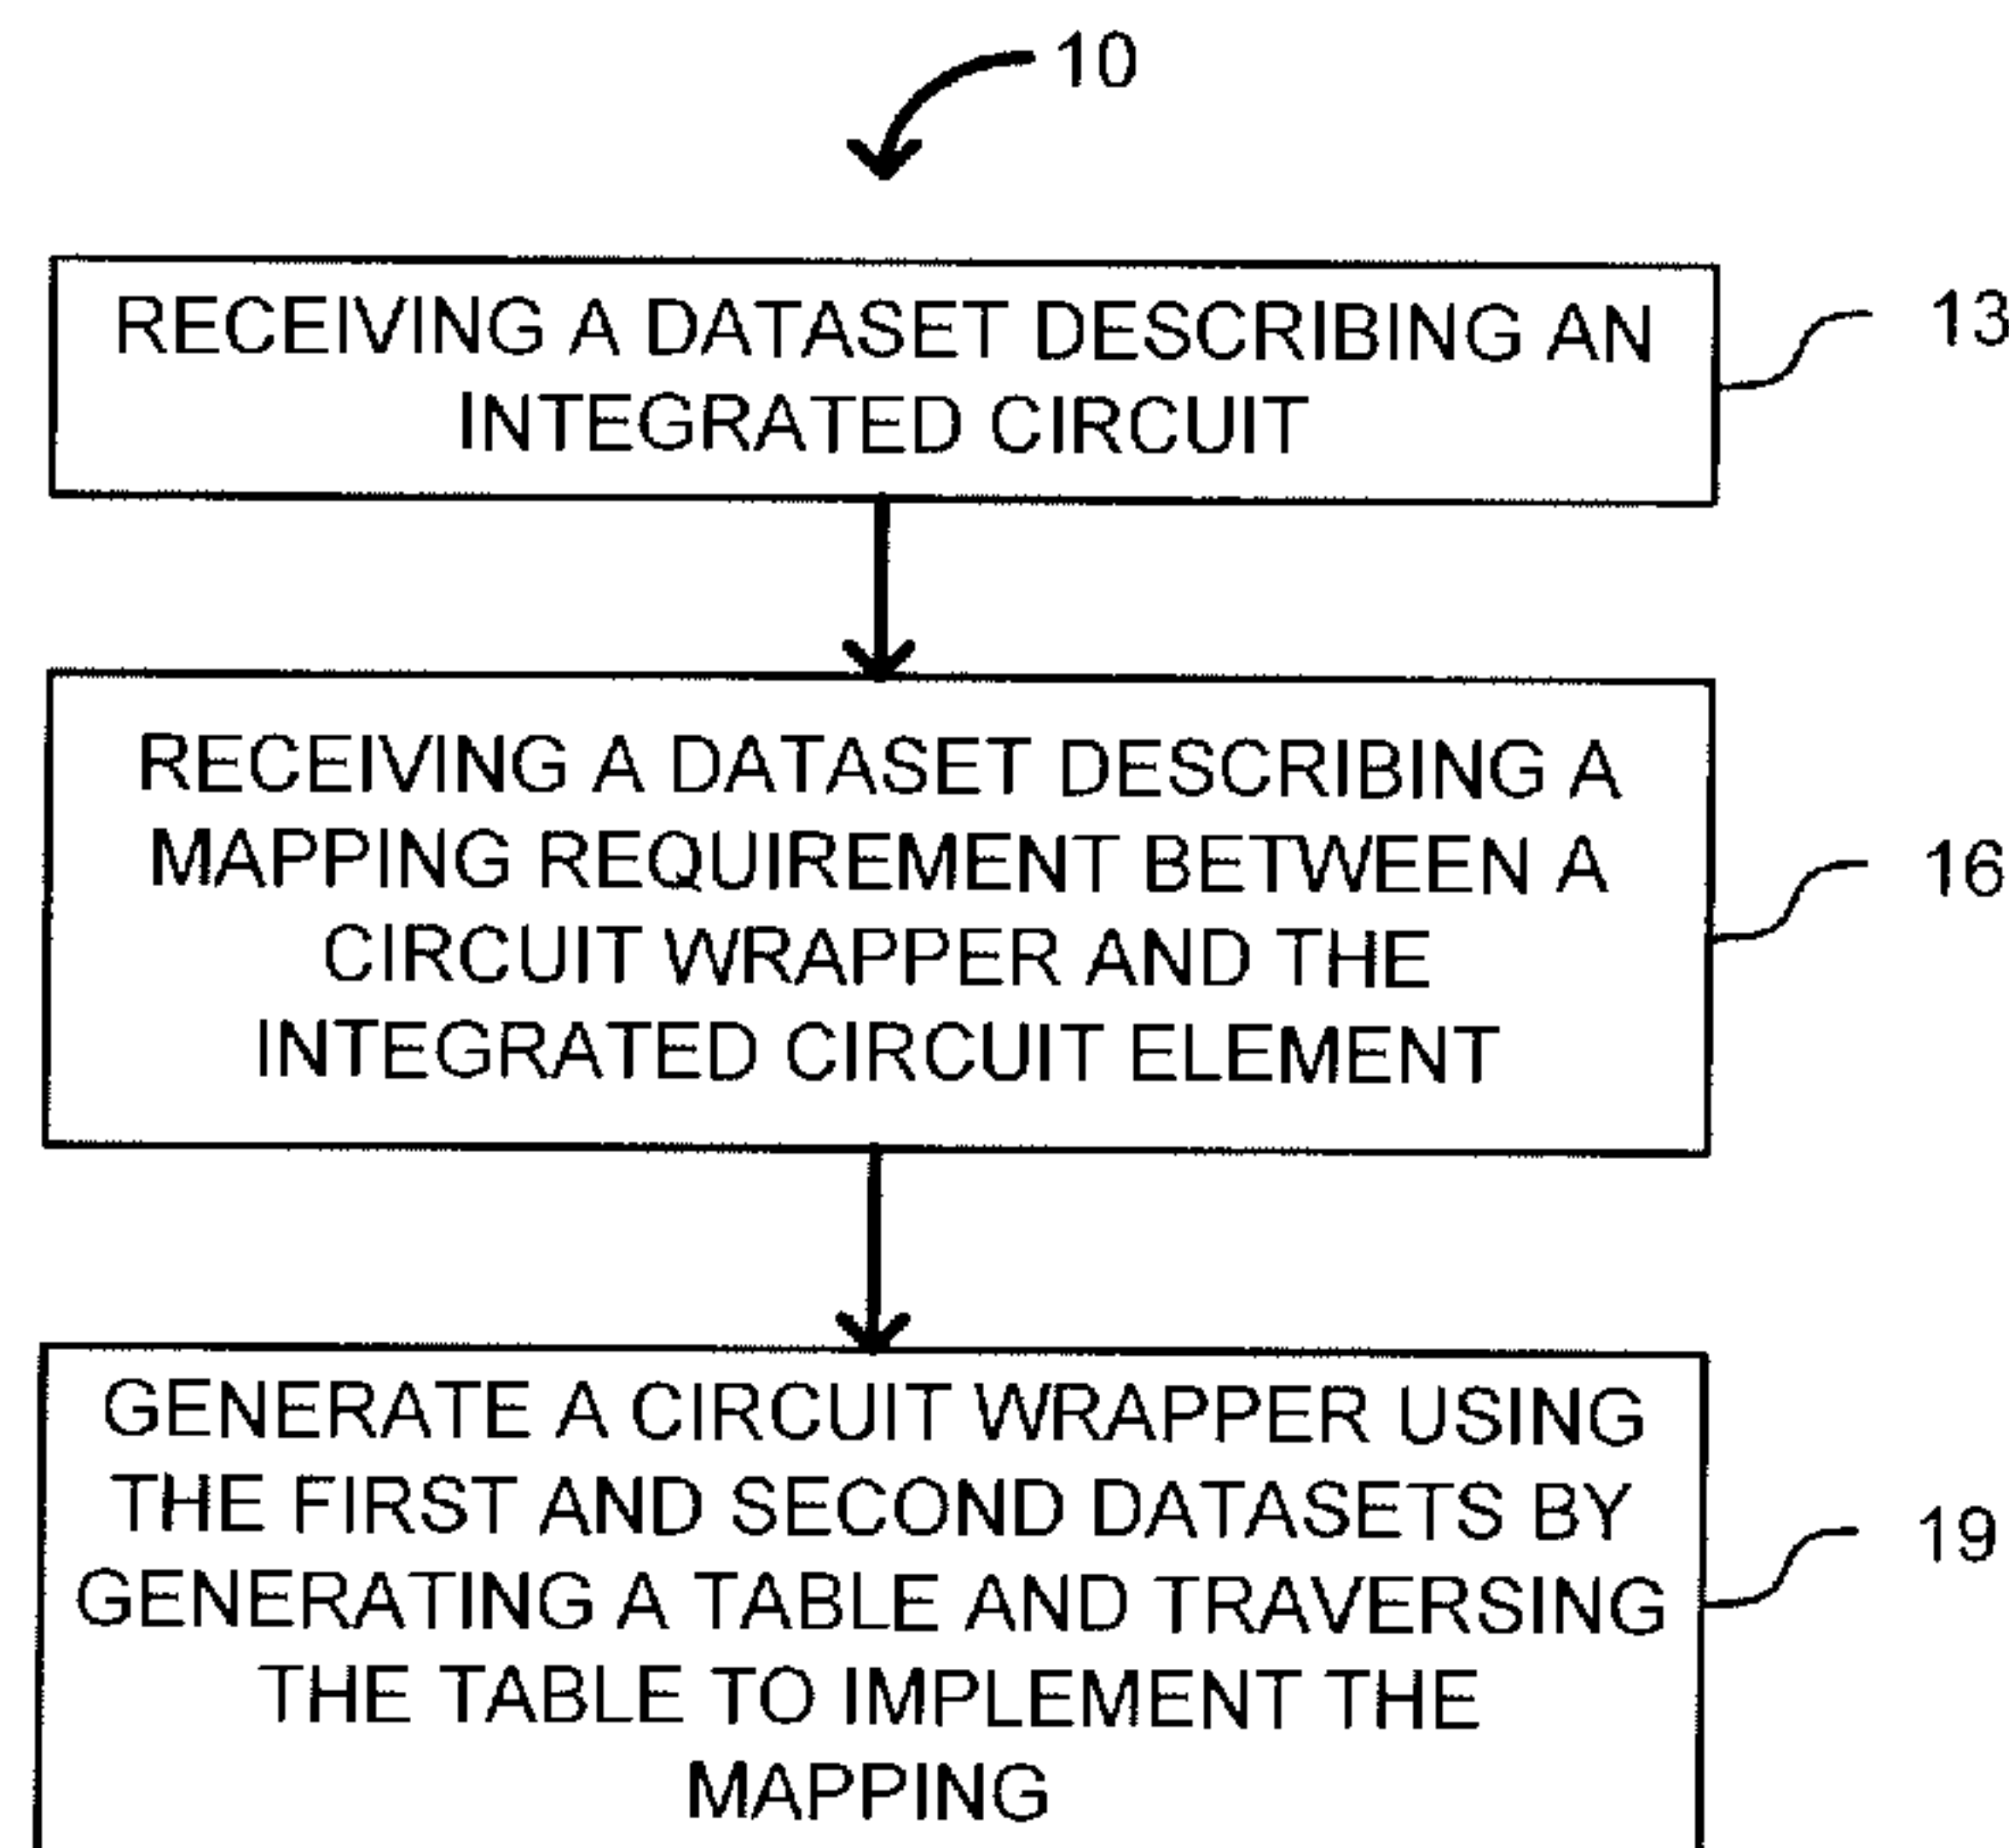 10
RECEIVING A DATASET DESCRIBING AN
INTEGRATED CIRCUIT
13
RECEIVING A DATASET DESCRIBING A
MAPPING REQUIREMENT BETWEEN A
CIRCUIT WRAPPER AND THE
INTEGRATED CIRCUIT ELEMENT
16
GENERATE A CIRCUIT WRAPPER USING
THE FIRST AND SECOND DATASETS BY
GENERATING A TABLE AND TRAVERSING
THE TABLE TO IMPLEMENT THE
MAPPING
19